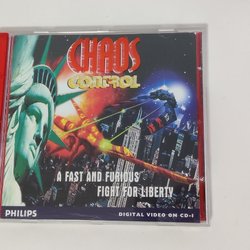 CHAOS
CONTROL
A FAST AND FURIOUS
FIGHT FOR LIBERTY
PHILIPS
DIGITAL VIDEO ON CD-I